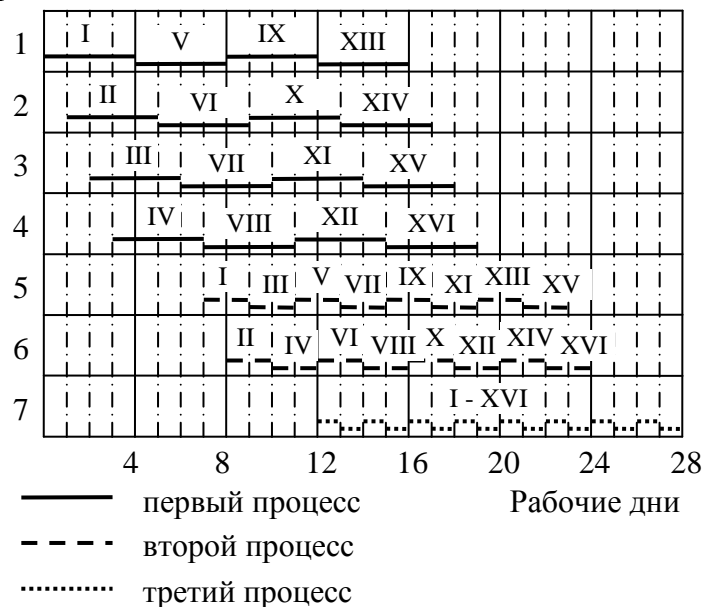 1 I V IX XIII
2 II VI X XIV
3 III VII XI XV
4 IV VIII XII XVI
5 I III V VII IX XI XIII XV
6 II IV VI VIII X XII XIV XVI
7 I - XVI
4 8 12 16 20 24 28
первый процесс Рабочие дни
второй процесс
третий процесс